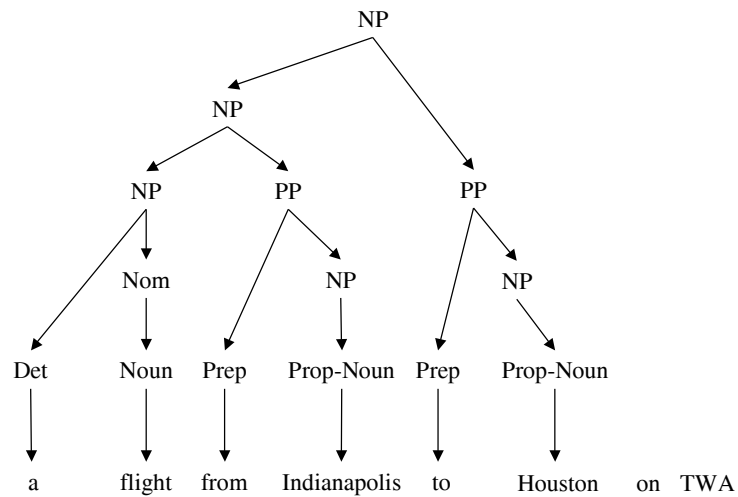 NP
NP
NP PP PP
Nom NP NP
Det Noun Prep Prop-Noun Prep Prop-Noun
a flight from Indianapolis to Houston on TWA